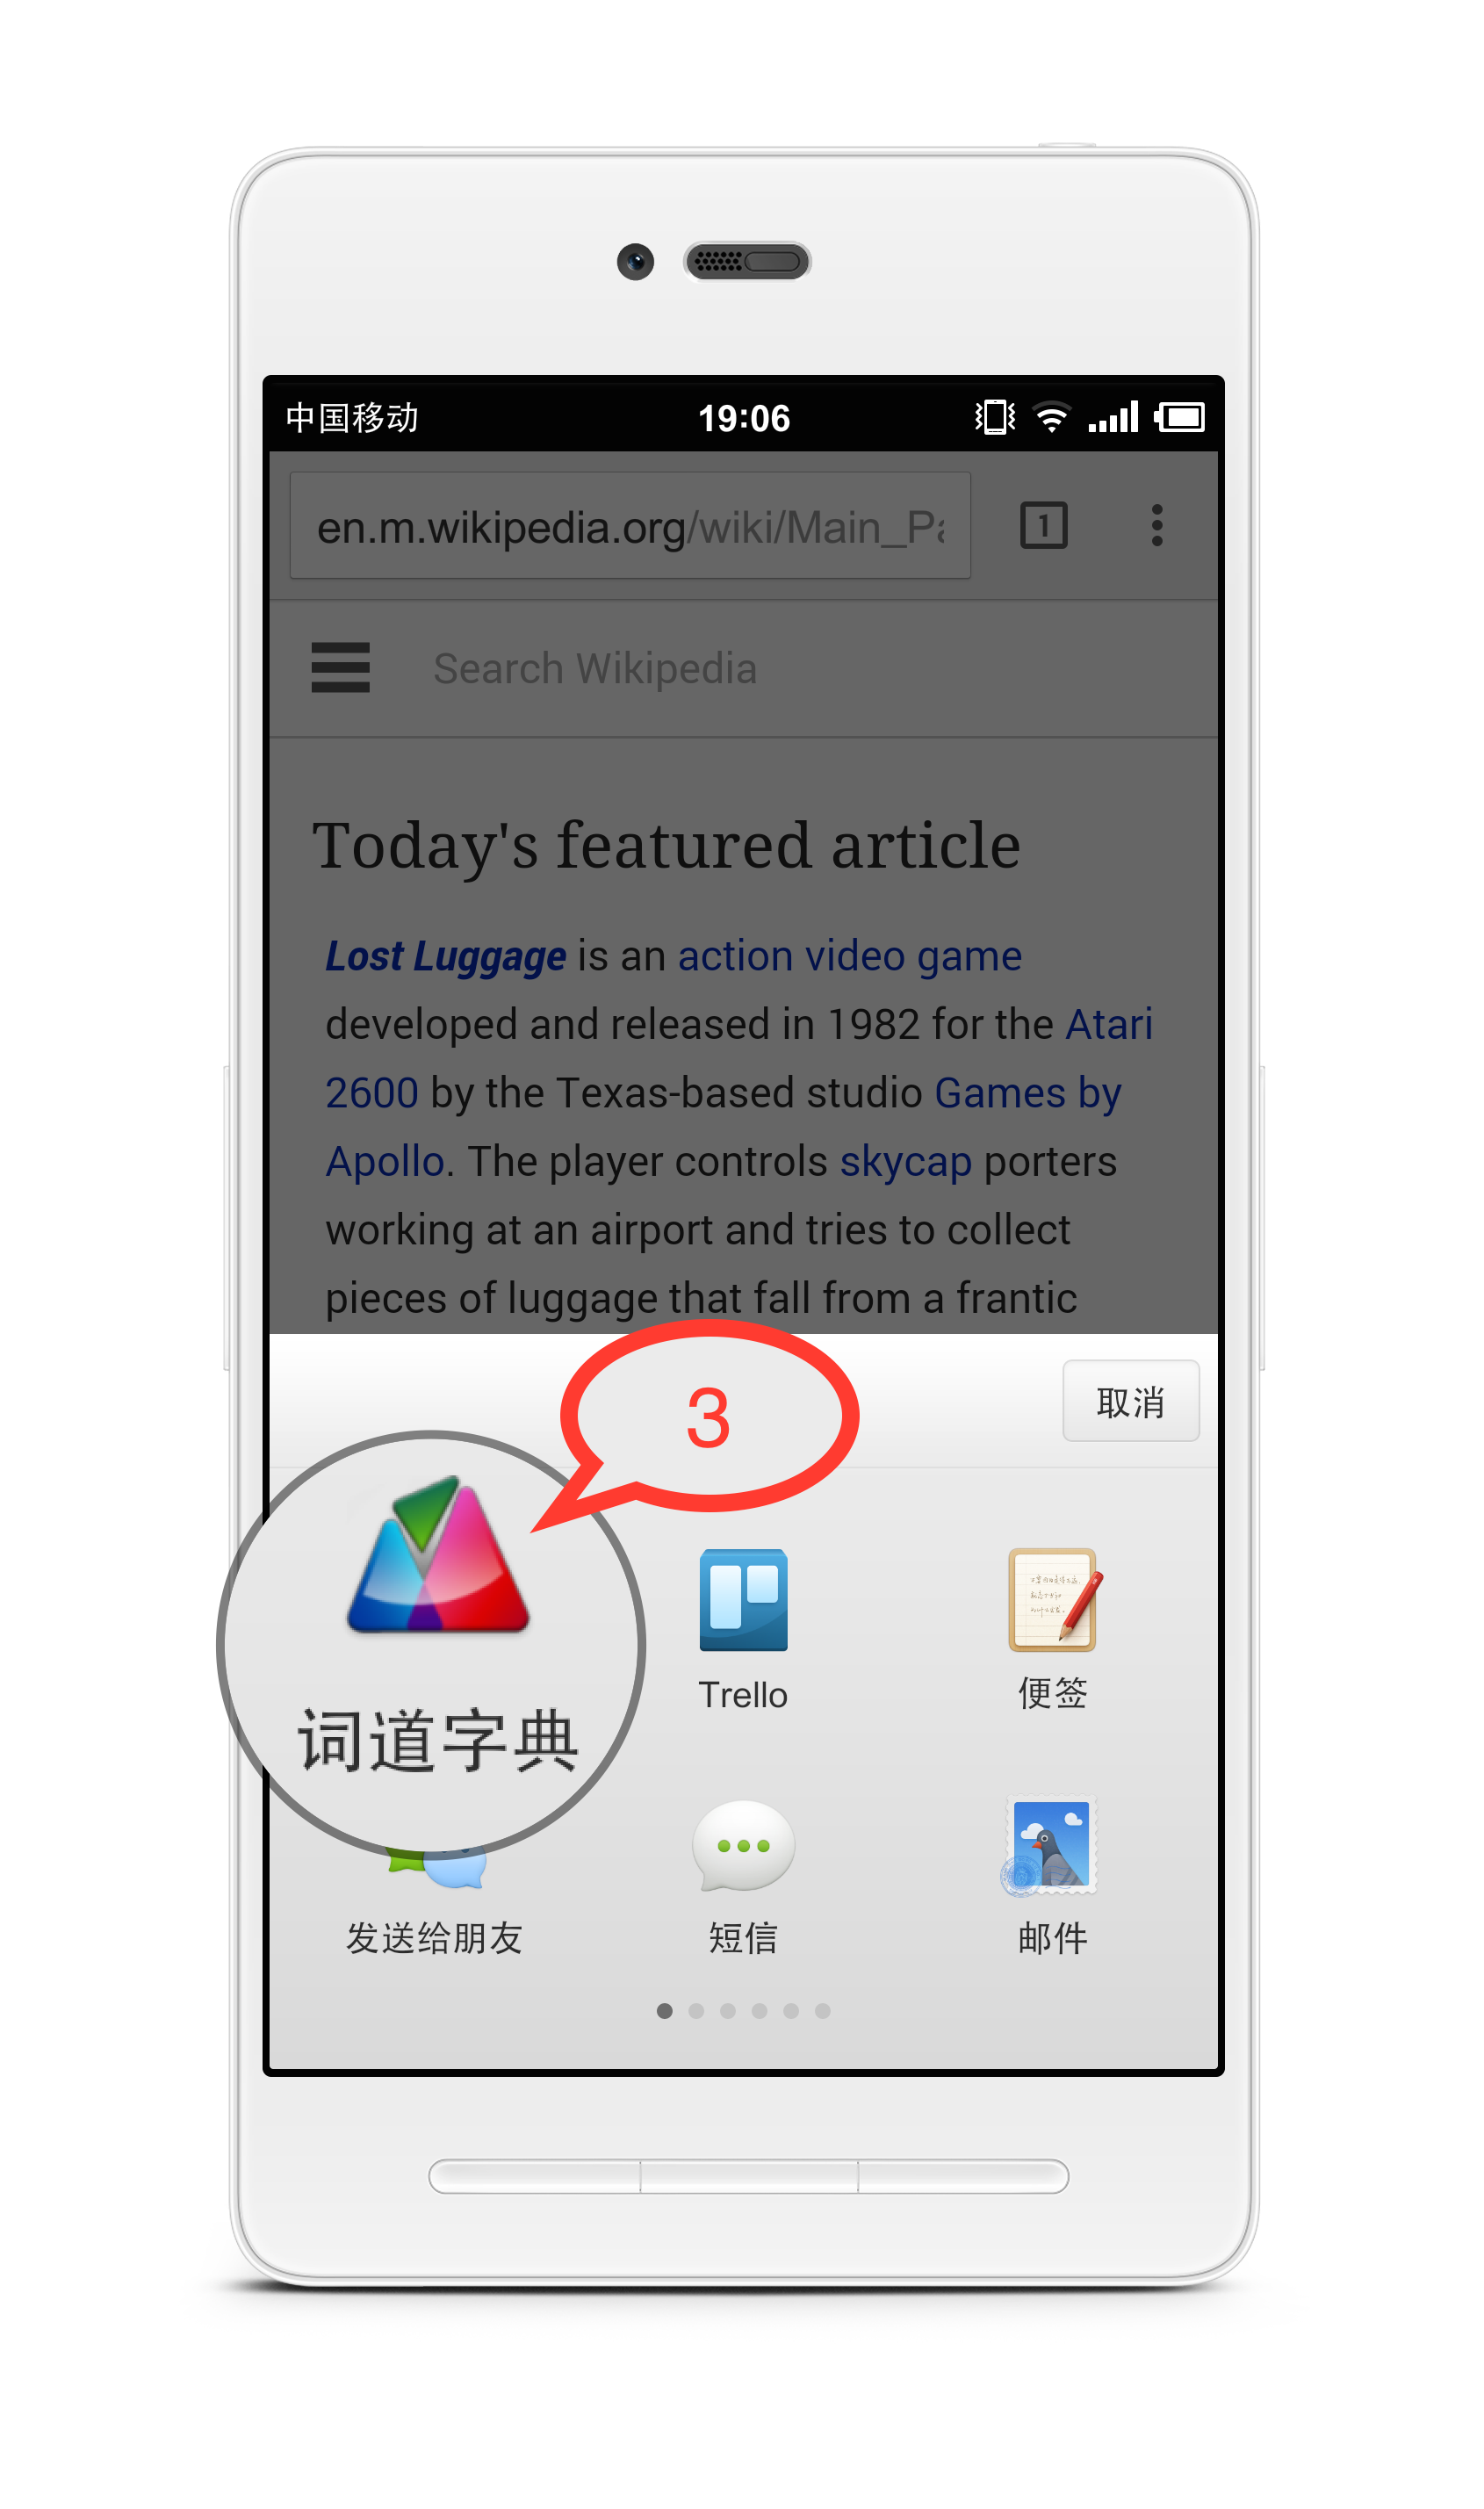 中国移动 19:06
en.m.wikipedia.org/wiki/Main_Pa
1
Search Wikipedia
Today's featured article
Lost Luggage is an action video game
developed and released in 1982 for the Atari
2600 by the Texas-based studio Games by
Apollo. The player controls skycap porters
working at an airport and tries to collect
pieces of luggage that fall from a frantic
3
取消
词道字典
Trello
便签
发送给朋友
短信
邮件